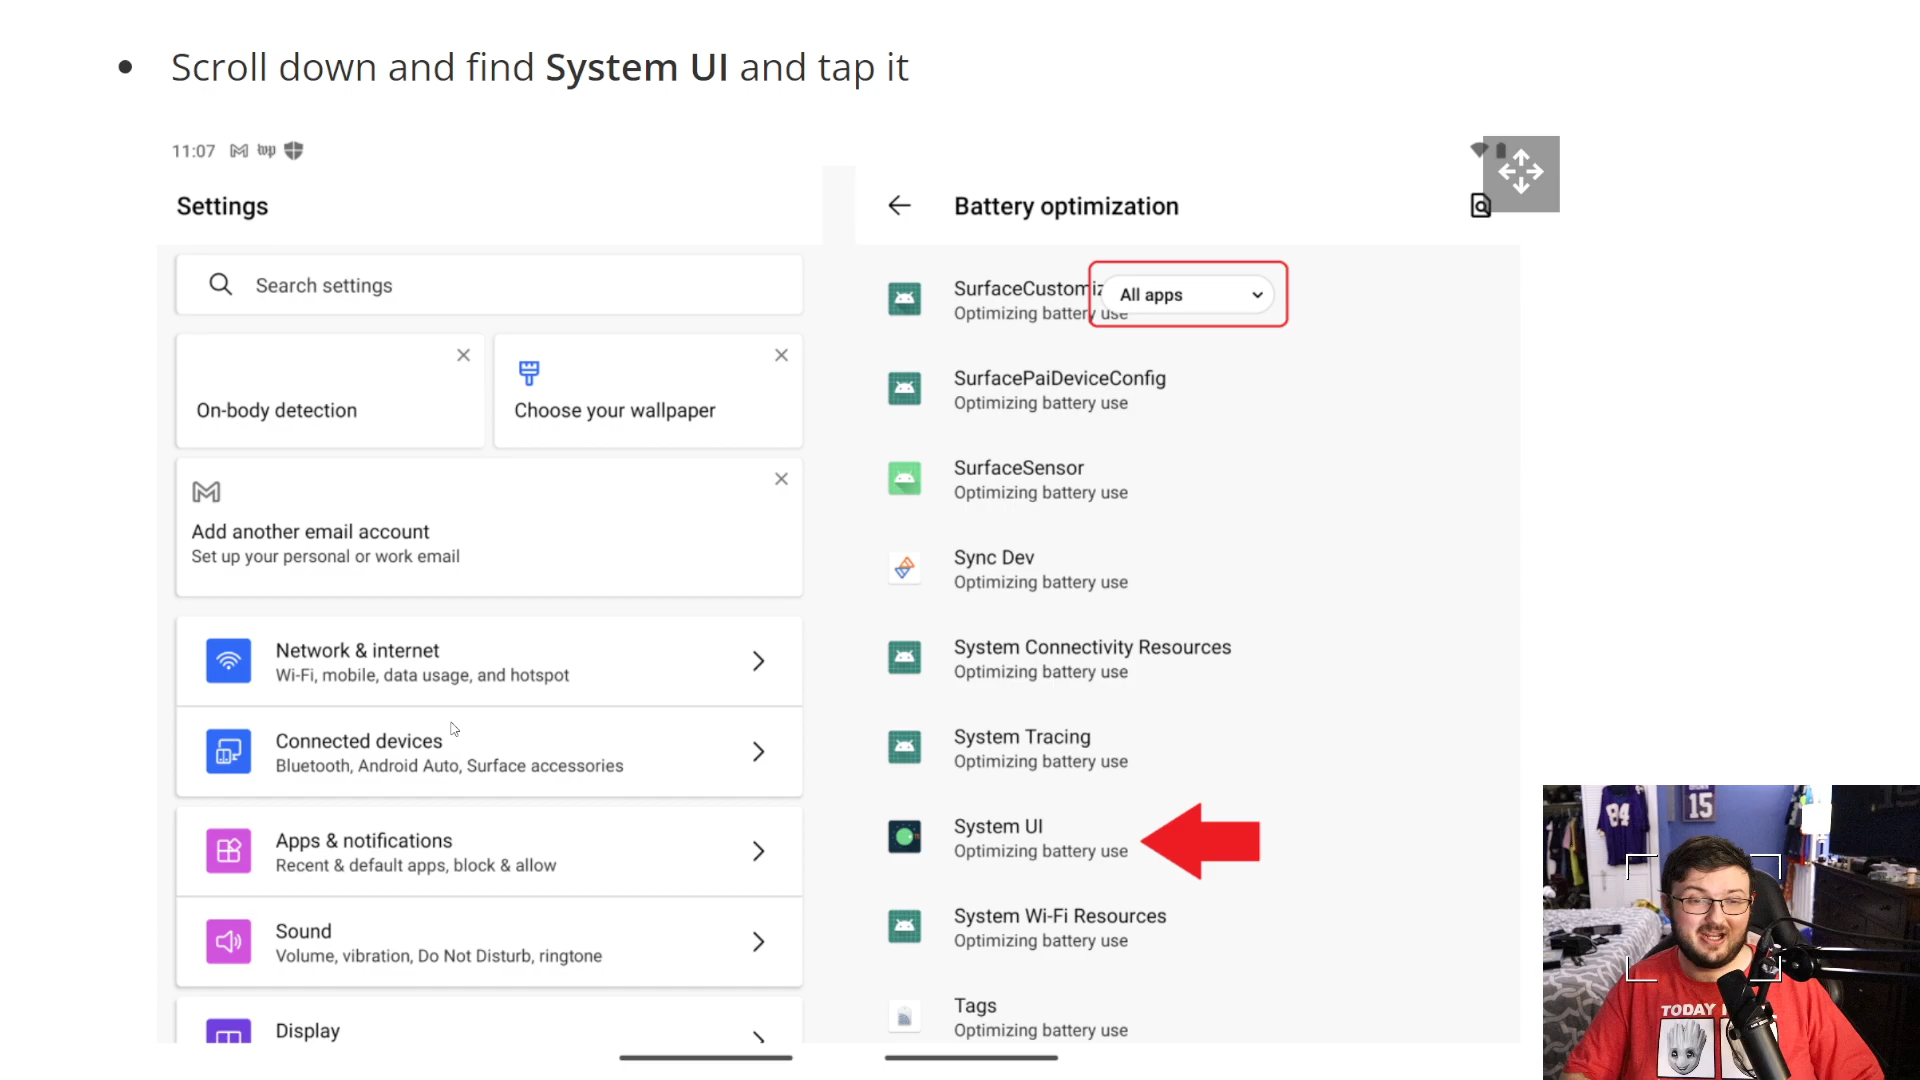 Scroll down and find System UI and tap it
11:07
Settings
Search settings
On-body detection
Choose your wallpaper
Add another email account
Set up your personal or work email
Network & internet
Wi-Fi, mobile, data usage, and hotspot
Connected devices
Bluetooth, Android Auto, Surface accessories
Apps & notifications
Recent & default apps, block & allow
Sound
Volume, vibration, Do Not Disturb, ringtone
Display
Battery optimization
All apps
SurfaceCustomiz
Optimizing battery use
SurfacePaiDeviceConfig
Optimizing battery use
SurfaceSensor
Optimizing battery use
Sync Dev
Optimizing battery use
System Connectivity Resources
Optimizing battery use
System Tracing
Optimizing battery use
System UI
Optimizing battery use
System Wi-Fi Resources
Optimizing battery use
Tags
Optimizing battery use
84
15
TODAY